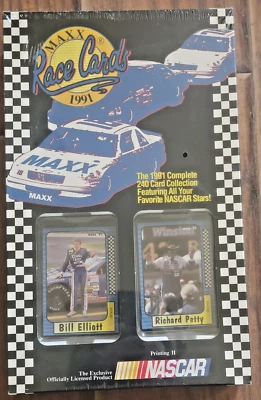 MAXX
Race Cards
1991
MAXX
MAXX
The 1991 Complete
240 Card Collection
Featuring All Your
Favorite NASCAR Stars!
Winston
Bill Elliott
Richard Petty
Printing II
The Exclusive
Officially Licensed Product
NASCAR